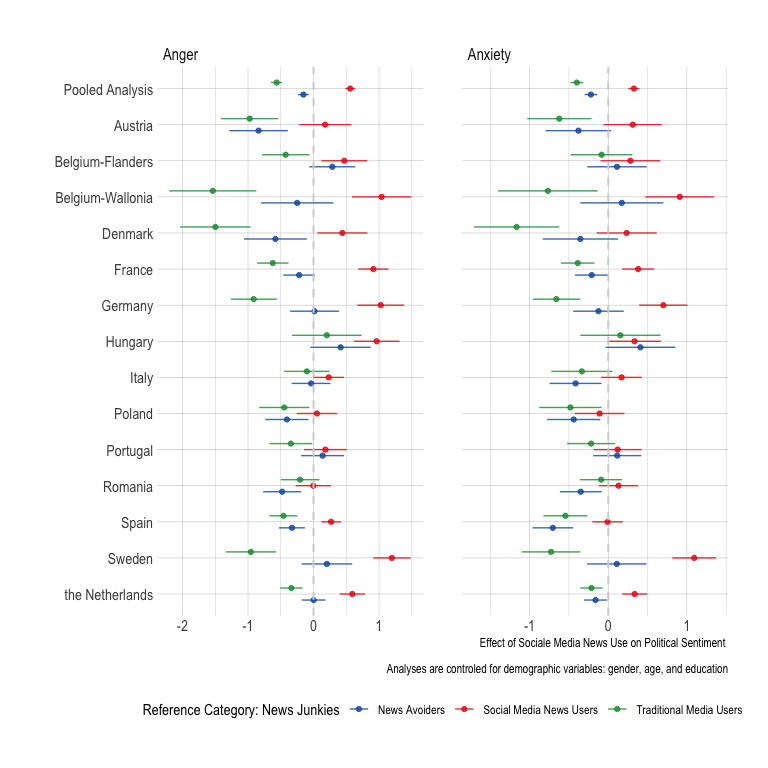 Anger Anxiety
Pooled Analysis
Austria
Belgium-Flanders
Belgium-Wallonia
Denmark
France
Germany
Hungary
Italy
Poland
Portugal
Romania
Spain
Sweden
the Netherlands
-2 -1 0 1 -1 0 1
Effect of Sociale Media News Use on Political Sentiment
Analyses are controled for demographic variables: gender, age, and education
Reference Category: News Junkies News Avoiders Social Media News Users Traditional Media Users